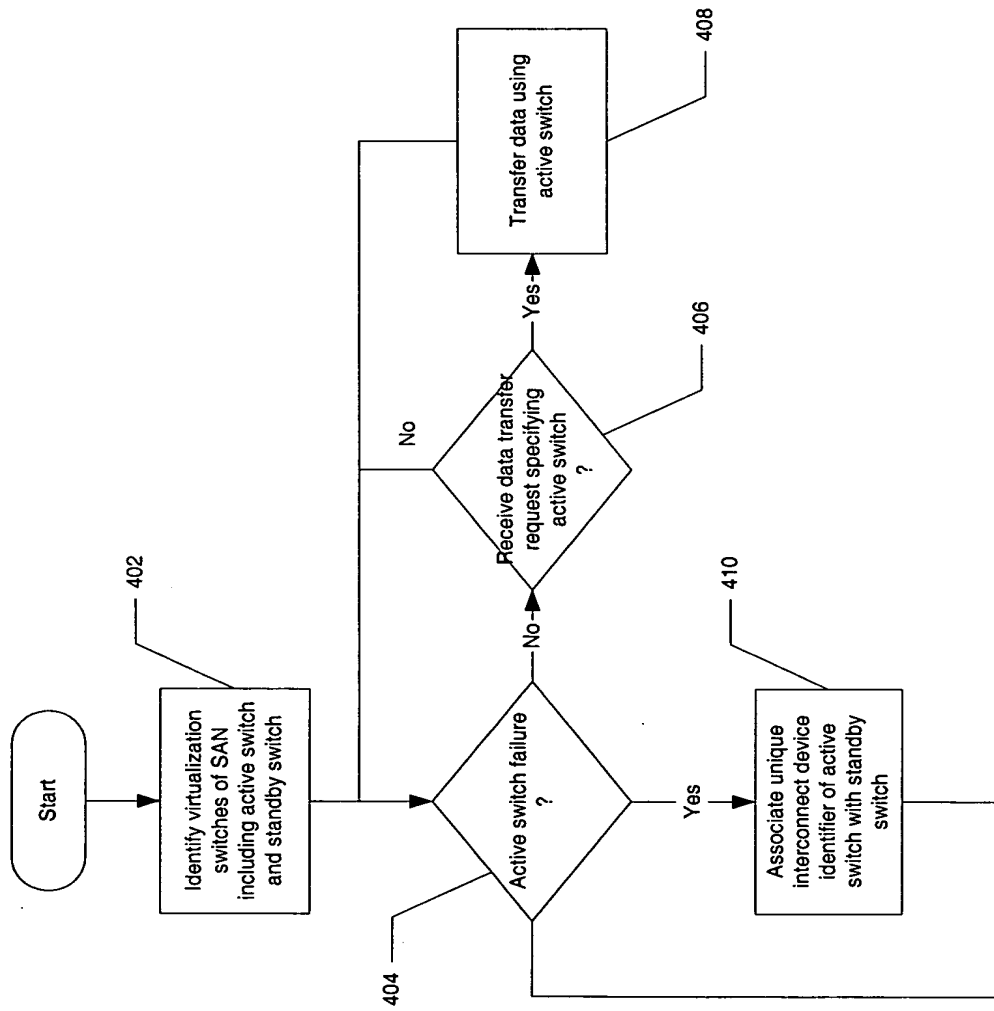 Start
402
Identify virtualization
switches of SAN
including active switch
and standby switch
404
Active switch failure
?
No
Receive data transfer
request specifying
active switch
?
406
No
Yes
Transfer data using
active switch
408
Yes
410
Associate unique
interconnect device
identifier of active
switch with standby
switch